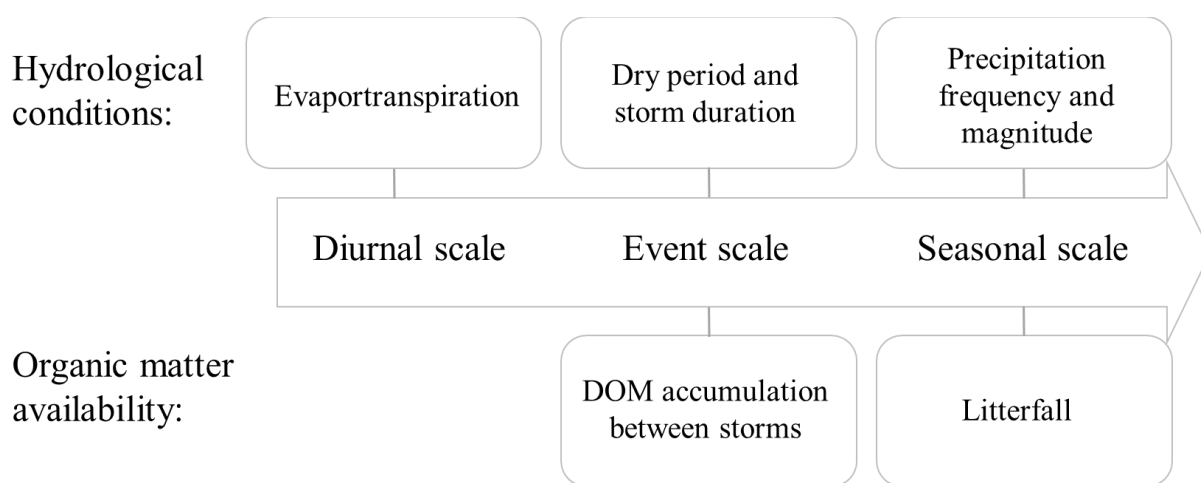 Hydrological
conditions:
Evaportranspiration
Dry period and
storm duration
Precipitation
frequency and
magnitude
Diurnal scale
Event scale
Seasonal scale
Organic matter
availability:
DOM accumulation
between storms
Litterfall